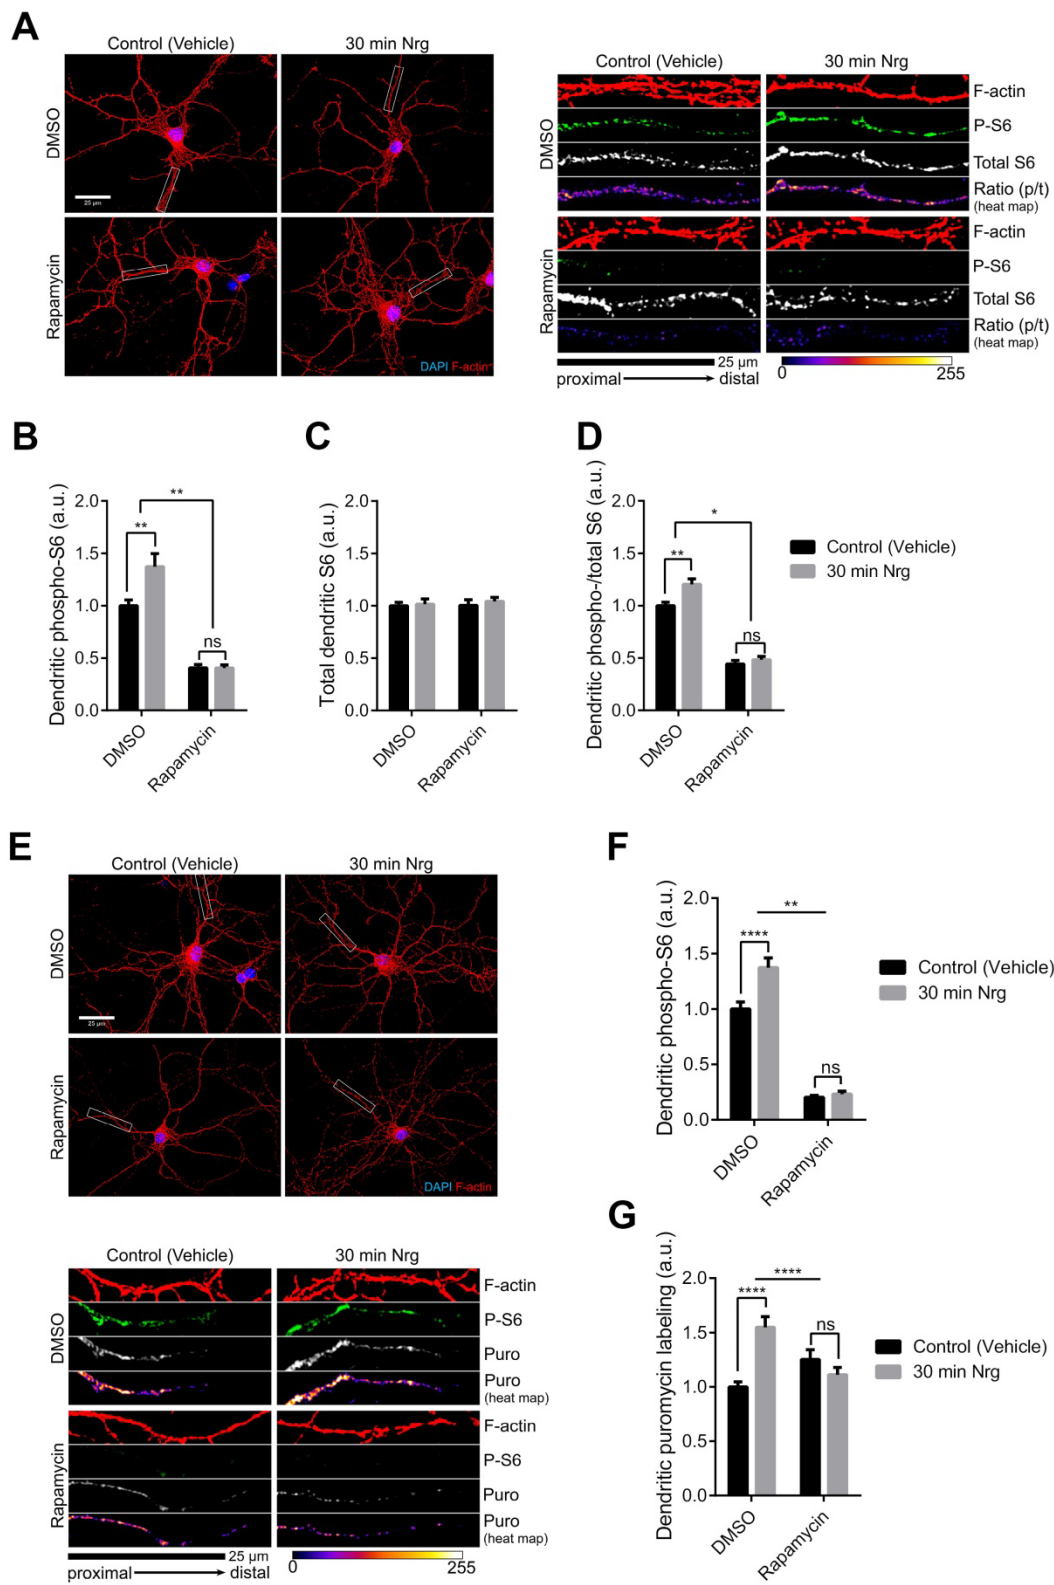 A
Control (Vehicle)
30 min Nrg
DMSO
25 µm
Rapamycin
DAPI F-actin
Control (Vehicle)
30 min Nrg
DMSO
F-actin
P-S6
Total S6
Ratio (p/t)
(heat map)
Rapamycin
F-actin
P-S6
Total S6
Ratio (p/t)
(heat map)
25 µm
proximal
distal
0
255
B
Dendritic phospho-S6 (a.u.)
2.0
1.5
1.0
0.5
0.0
**
**
ns
DMSO
Rapamycin
C
Total dendritic S6 (a.u.)
2.0
1.5
1.0
0.5
0.0
DMSO
Rapamycin
D
Dendritic phospho-/total S6 (a.u.)
2.0
1.5
1.0
0.5
0.0
*
**
ns
DMSO
Rapamycin
Control (Vehicle)
30 min Nrg
E
Control (Vehicle)
30 min Nrg
DMSO
25 µm
Rapamycin
DAPI F-actin
Control (Vehicle)
30 min Nrg
DMSO
F-actin
P-S6
Puro
Puro
(heat map)
Rapamycin
F-actin
P-S6
Puro
Puro
(heat map)
25 µm
proximal
distal
0
255
F
Dendritic phospho-S6 (a.u.)
2.0
1.5
1.0
0.5
0.0
**
****
ns
DMSO
Rapamycin
Control (Vehicle)
30 min Nrg
G
Dendritic puromycin labeling (a.u.)
2.0
1.5
1.0
0.5
0.0
****
****
ns
DMSO
Rapamycin
Control (Vehicle)
30 min Nrg